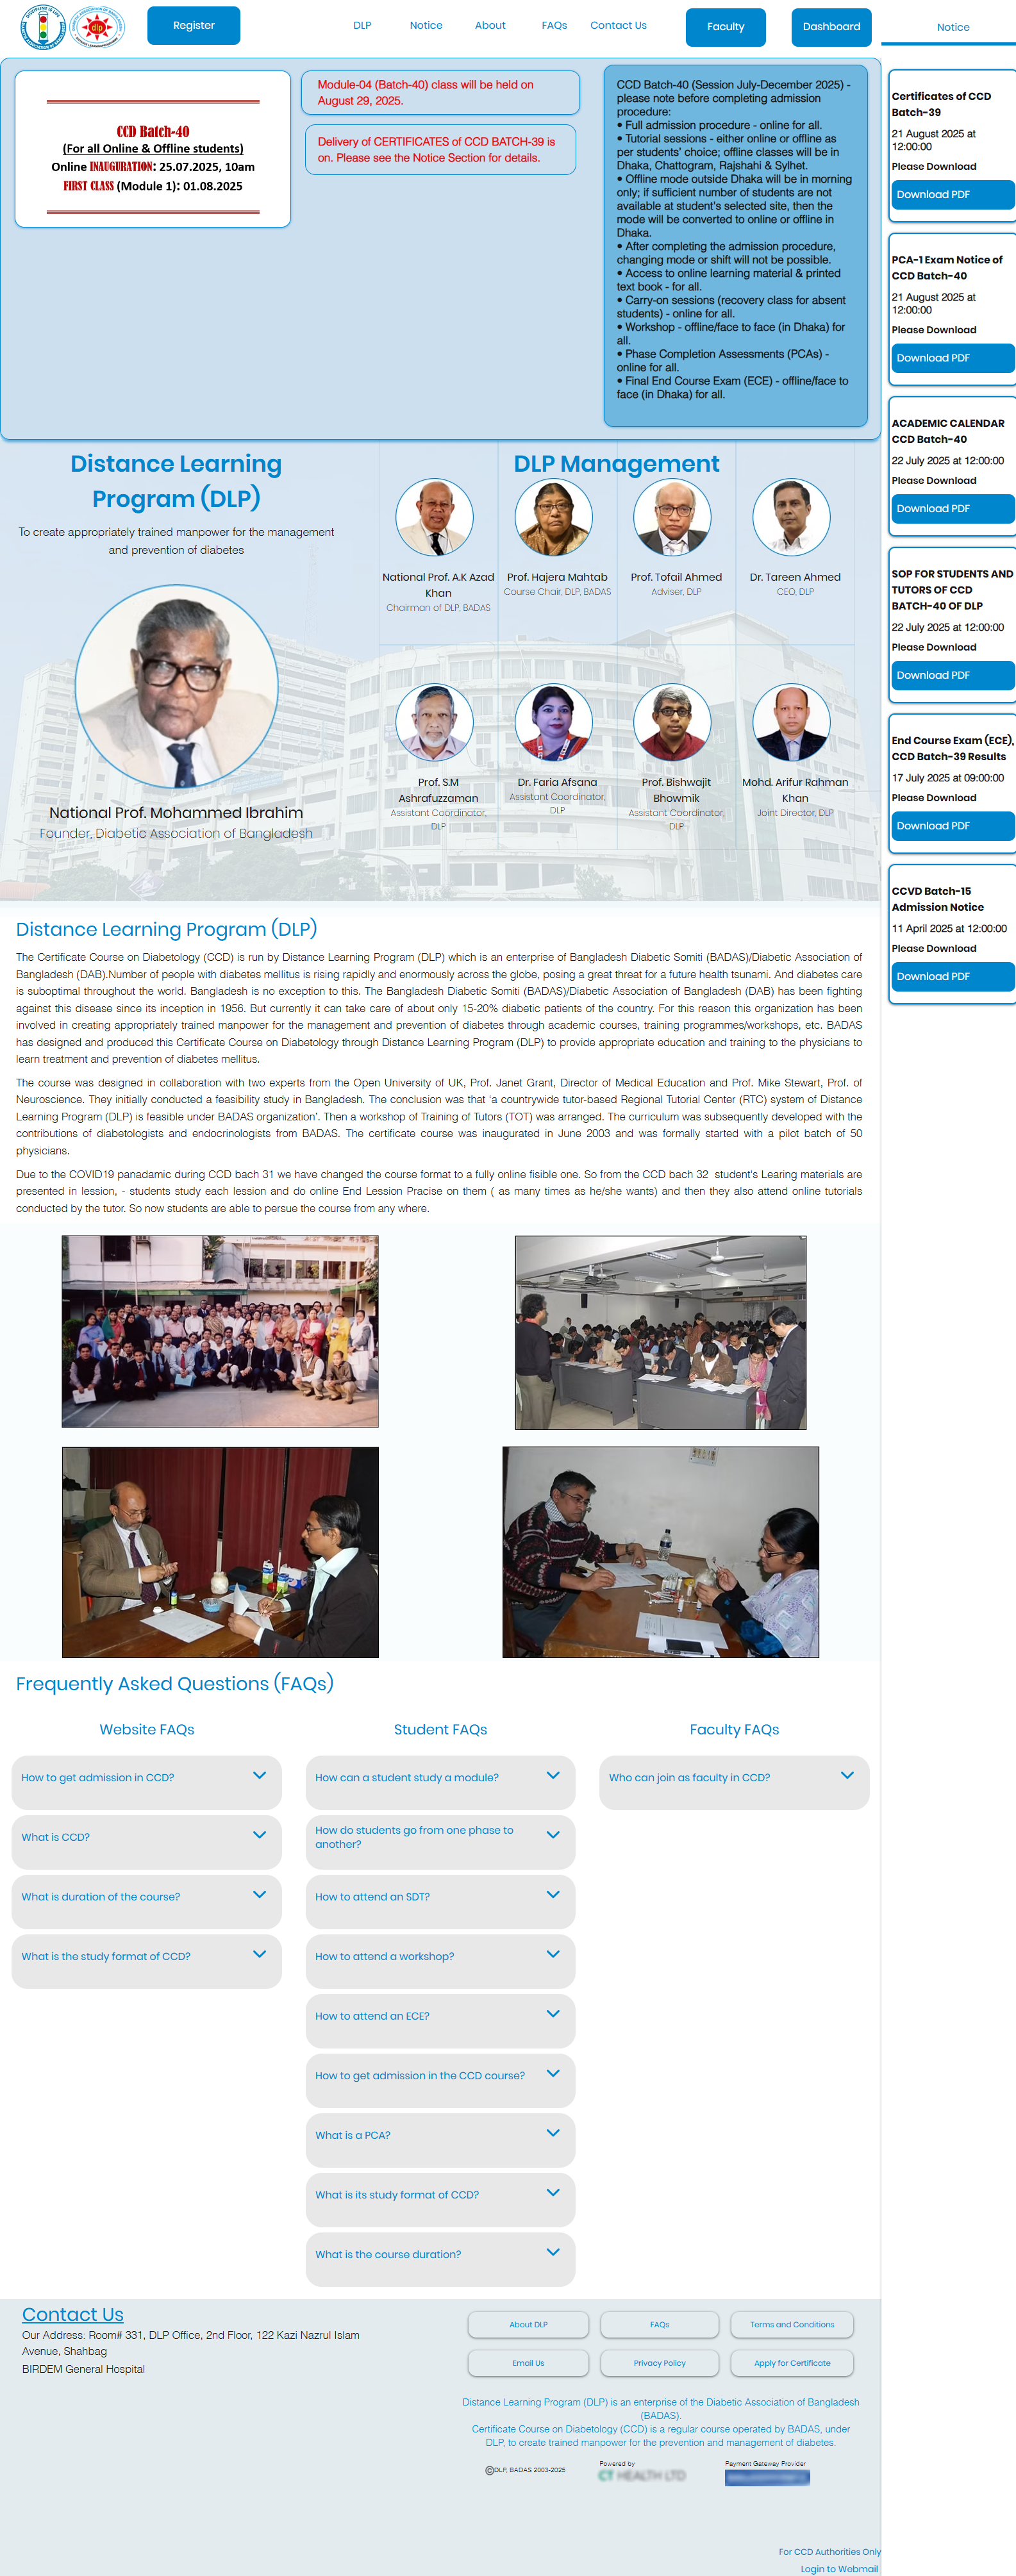 Register
DLP
Notice
About
FAQs
Contact Us
Faculty
Dashboard
Notice
CCD Batch-40
(For all Online & Offline students)
Online INAUGURATION: 25.07.2025, 10am
FIRST CLASS (Module 1): 01.08.2025
Module-04 (Batch-40) class will be held on
August 29, 2025.
Delivery of CERTIFICATES of CCD BATCH-39 is
on. Please see the Notice Section for details.
CCD Batch-40 (Session July-December 2025) -
please note before completing admission
procedure:
• Full admission procedure - online for all.
• Tutorial sessions - either online or offline as
per students' choice; offline classes will be in
Dhaka, Chattogram, Rajshahi & Sylhet.
• Offline mode outside Dhaka will be in morning
only; if sufficient number of students are not
available at student's selected site, then the
mode will be converted to online or offline in
Dhaka.
• After completing the admission procedure,
changing mode or shift will not be possible.
• Access to online learning material & printed
text book - for all.
• Carry-on sessions (recovery class for absent
students) - online for all.
• Workshop - offline/face to face (in Dhaka) for
all.
• Phase Completion Assessments (PCAs) -
online for all.
• Final End Course Exam (ECE) - offline/face to
face (in Dhaka) for all.
Certificates of CCD
Batch-39
21 August 2025 at
12:00:00
Please Download
Download PDF
PCA-1 Exam Notice of
CCD Batch-40
21 August 2025 at
12:00:00
Please Download
Download PDF
ACADEMIC CALENDAR
CCD Batch-40
22 July 2025 at 12:00:00
Please Download
Download PDF
SOP FOR STUDENTS AND
TUTORS OF CCD
BATCH-40 OF DLP
22 July 2025 at 12:00:00
Please Download
Download PDF
End Course Exam (ECE),
CCD Batch-39 Results
17 July 2025 at 09:00:00
Please Download
Download PDF
CCVD Batch-15
Admission Notice
11 April 2025 at 12:00:00
Please Download
Download PDF
Distance Learning
Program (DLP)
To create appropriately trained manpower for the management
and prevention of diabetes
National Prof. Mohammed Ibrahim
Founder, Diabetic Association of Bangladesh
DLP Management
National Prof. A.K Azad
Khan
Chairman of DLP, BADAS
Prof. Hajera Mahtab
Course Chair, DLP, BADAS
Prof. Tofail Ahmed
Adviser, DLP
Dr. Tareen Ahmed
CEO, DLP
Prof. S.M
Ashrafuzzaman
Assistant Coordinator,
DLP
Dr. Faria Afsana
Assistant Coordinator,
DLP
Prof. Bishwajit
Bhowmik
Assistant Coordinator,
DLP
Mohd. Arifur Rahman
Khan
Joint Director, DLP
Distance Learning Program (DLP)
The Certificate Course on Diabetology (CCD) is run by Distance Learning Program (DLP) which is an enterprise of Bangladesh Diabetic Somiti (BADAS)/Diabetic Association of
Bangladesh (DAB).Number of people with diabetes mellitus is rising rapidly and enormously across the globe, posing a great threat for a future health tsunami. And diabetes care
is suboptimal throughout the world. Bangladesh is no exception to this. The Bangladesh Diabetic Somiti (BADAS)/Diabetic Association of Bangladesh (DAB) has been fighting
against this disease since its inception in 1956. But currently it can take care of about only 15-20% diabetic patients of the country. For this reason this organization has been
involved in creating appropriately trained manpower for the management and prevention of diabetes through academic courses, training programmes/workshops, etc. BADAS
has designed and produced this Certificate Course on Diabetology through Distance Learning Program (DLP) to provide appropriate education and training to the physicians to
learn treatment and prevention of diabetes mellitus.
The course was designed in collaboration with two experts from the Open University of UK, Prof. Janet Grant, Director of Medical Education and Prof. Mike Stewart, Prof. of
Neuroscience. They initially conducted a feasibility study in Bangladesh. The conclusion was that 'a countrywide tutor-based Regional Tutorial Center (RTC) system of Distance
Learning Program (DLP) is feasible under BADAS organization'. Then a workshop of Training of Tutors (TOT) was arranged. The curriculum was subsequently developed with the
contributions of diabetologists and endocrinologists from BADAS. The certificate course was inaugurated in June 2003 and was formally started with a pilot batch of 50
physicians.
Due to the COVID19 panadamic during CCD bach 31 we have changed the course format to a fully online fisible one. So from the CCD bach 32 student's Learing materials are
presented in lession, - students study each lession and do online End Lession Pracise on them ( as many times as he/she wants) and then they also attend online tutorials
conducted by the tutor. So now students are able to persue the course from any where.
Frequently Asked Questions (FAQs)
Website FAQs
How to get admission in CCD?
What is CCD?
What is duration of the course?
What is the study format of CCD?
Student FAQs
How can a student study a module?
How do students go from one phase to
another?
How to attend an SDT?
How to attend a workshop?
How to attend an ECE?
How to get admission in the CCD course?
What is a PCA?
What is its study format of CCD?
What is the course duration?
Faculty FAQs
Who can join as faculty in CCD?
Contact Us
Our Address: Room# 331, DLP Office, 2nd Floor, 122 Kazi Nazrul Islam
Avenue, Shahbag
BIRDEM General Hospital
About DLP
FAQs
Terms and Conditions
Email Us
Privacy Policy
Apply for Certificate
Distance Learning Program (DLP) is an enterprise of the Diabetic Association of Bangladesh
(BADAS).
Certificate Course on Diabetology (CCD) is a regular course operated by BADAS, under
DLP, to create trained manpower for the prevention and management of diabetes.
©DLP, BADAS 2003-2025
Powered by
CT HEALTH LTD
Payment Gateway Provider
For CCD Authorities Only
Login to Webmail